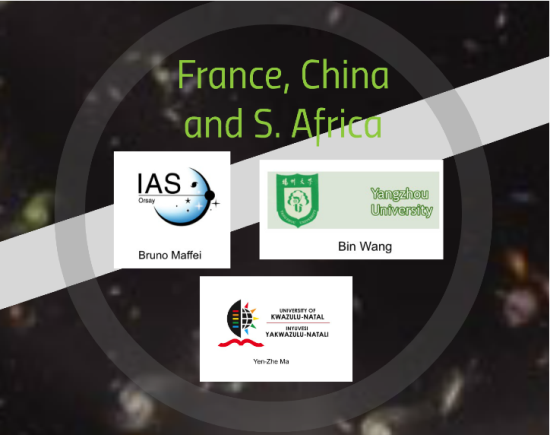 France, China
and S. Africa
IAS
Orsay
Bruno Maffei
Yangzhou
University
Bin Wang
UNIVERSITY OF
KWAZULU-NATAL
INYUVESI
YAKWAZULU-NATALI
Yen-Zhe Ma